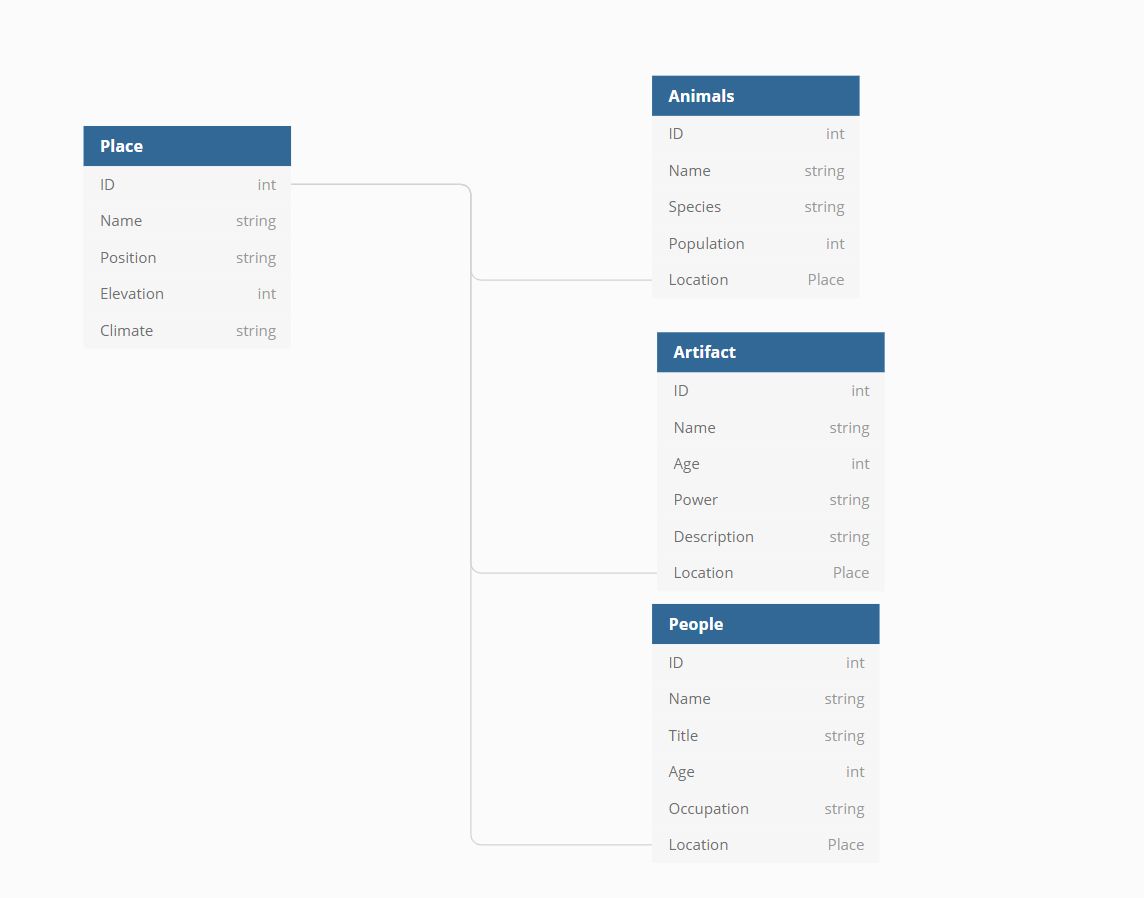 Place
ID int
Name string
Position string
Elevation int
Climate string
Animals
ID int
Name string
Species string
Population int
Location Place
Artifact
ID int
Name string
Age int
Power string
Description string
Location Place
People
ID int
Name string
Title string
Age int
Occupation string
Location Place